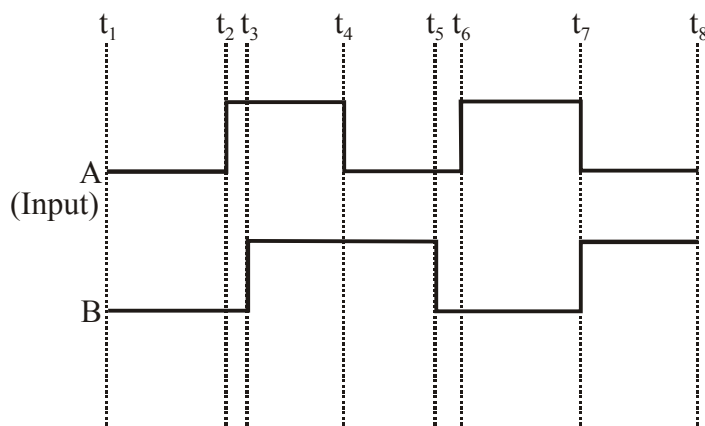 t₁ t₂ t₃ t₄ t₅ t₆ t₇ t₈
A
(Input)
B